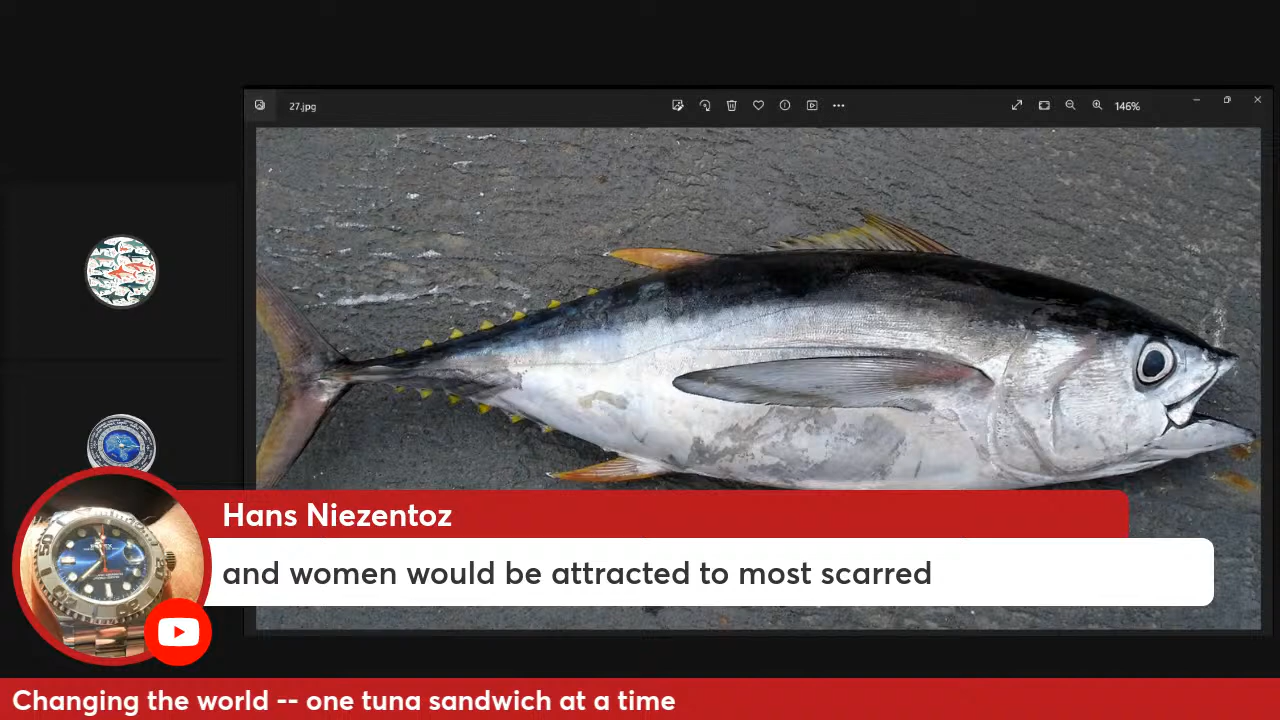 27.jpg
146%
Hans Niezentoz
and women would be attracted to most scarred
Changing the world -- one tuna sandwich at a time